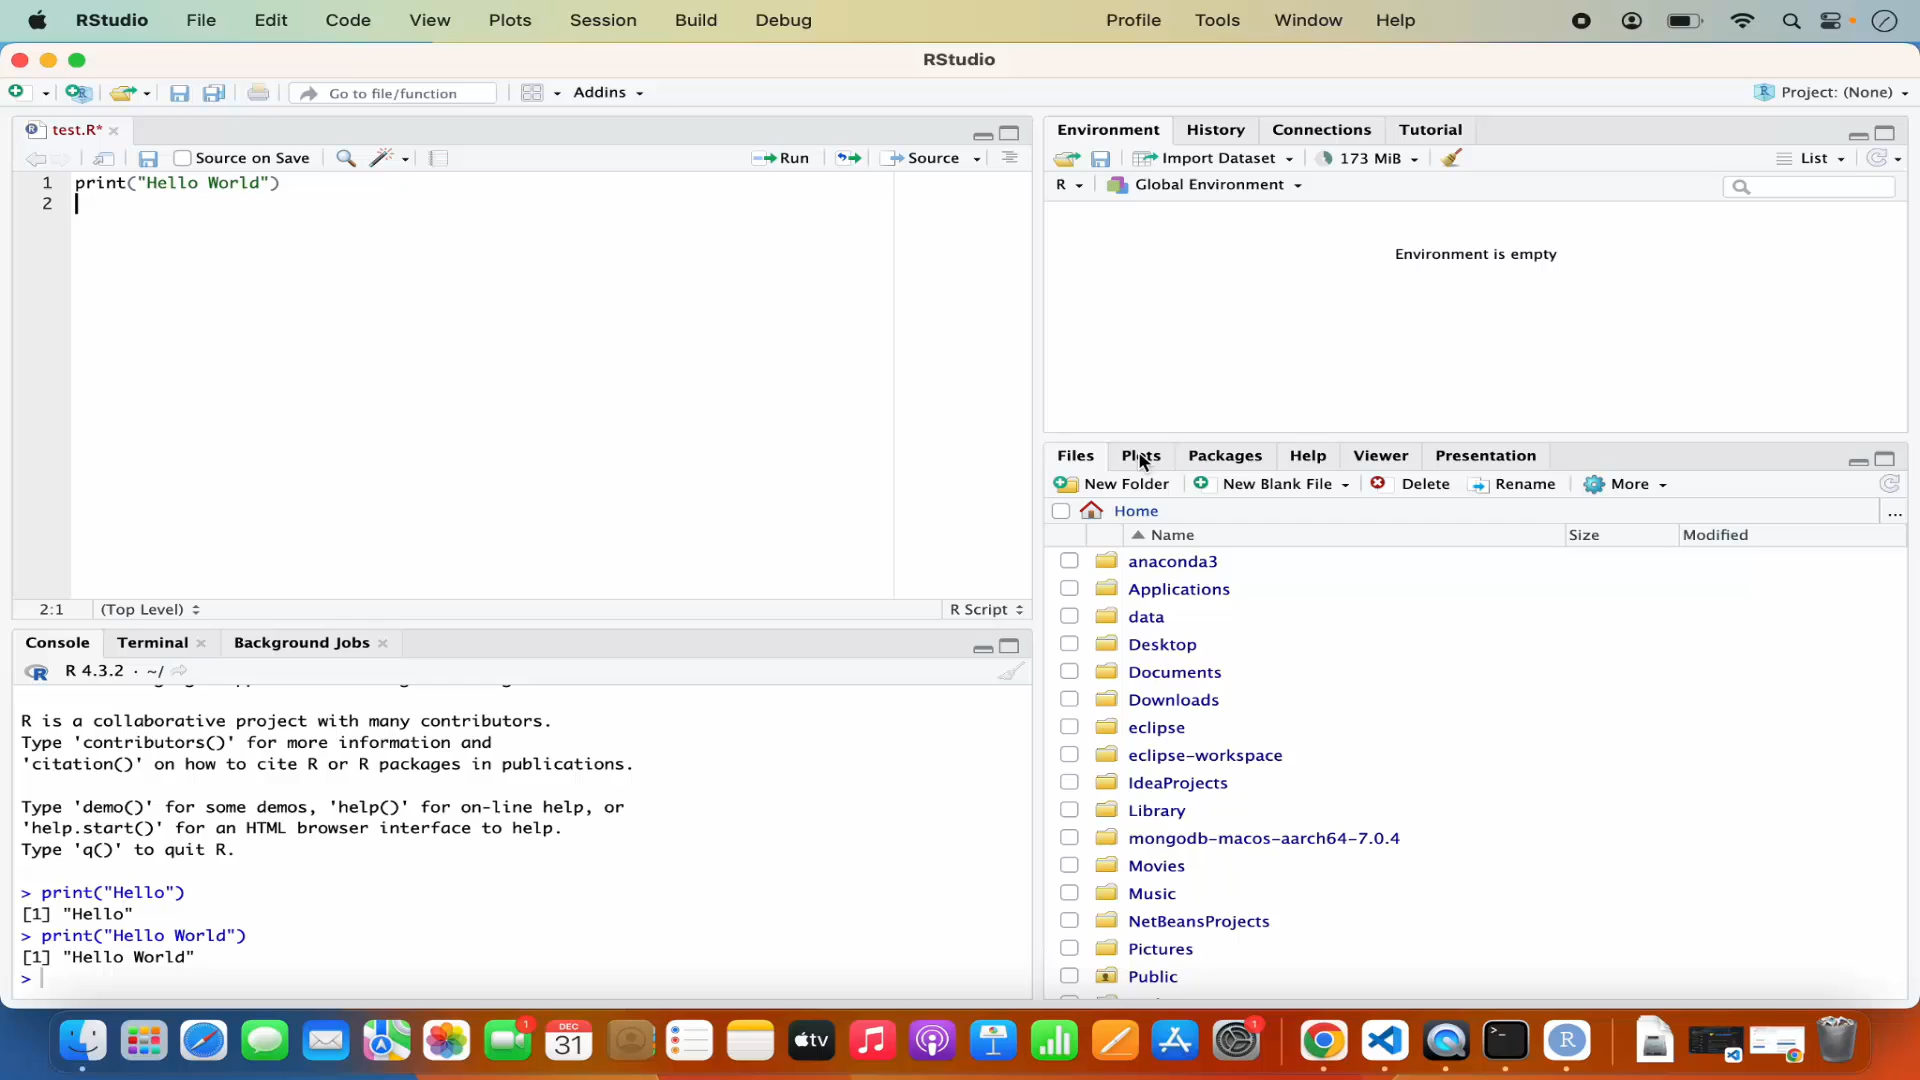 RStudio File Edit Code View Plots Session Build Debug Profile Tools Window Help
RStudio
Go to file/function Addins Project: (None)
test.R*
Source on Save Run Source
1 print("Hello World")
2
2:1 (Top Level) R Script
Console Terminal Background Jobs
R 4.3.2 · ~/
R is a collaborative project with many contributors.
Type 'contributors()' for more information and
'citation()' on how to cite R or R packages in publications.
Type 'demo()' for some demos, 'help()' for on-line help, or
'help.start()' for an HTML browser interface to help.
Type 'q()' to quit R.
> print("Hello")
[1] "Hello"
> print("Hello World")
[1] "Hello World"
>
Environment History Connections Tutorial
Import Dataset 173 MiB List
R Global Environment
Environment is empty
Files Plots Packages Help Viewer Presentation
New Folder New Blank File Delete Rename More
Home ...
Name Size Modified
anaconda3
Applications
data
Desktop
Documents
Downloads
eclipse
eclipse-workspace
IdeaProjects
Library
mongodb-macos-aarch64-7.0.4
Movies
Music
NetBeansProjects
Pictures
Public
1 DEC 31 tv 1